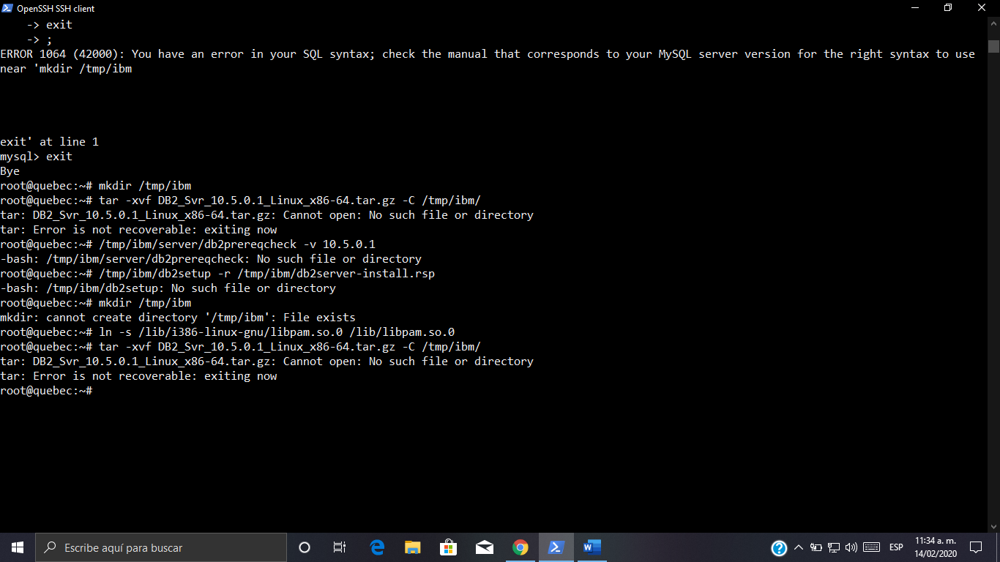 OpenSSH SSH client
-> exit
-> ;
ERROR 1064 (42000): You have an error in your SQL syntax; check the manual that corresponds to your MySQL server version for the right syntax to use
near 'mkdir /tmp/ibm
exit' at line 1
mysql> exit
Bye
root@quebec:~# mkdir /tmp/ibm
root@quebec:~# tar -xvf DB2_Svr_10.5.0.1_Linux_x86-64.tar.gz -C /tmp/ibm/
tar: DB2_Svr_10.5.0.1_Linux_x86-64.tar.gz: Cannot open: No such file or directory
tar: Error is not recoverable: exiting now
root@quebec:~# /tmp/ibm/server/db2prereqcheck -v 10.5.0.1
-bash: /tmp/ibm/server/db2prereqcheck: No such file or directory
root@quebec:~# /tmp/ibm/db2setup -r /tmp/ibm/db2server-install.rsp
-bash: /tmp/ibm/db2setup: No such file or directory
root@quebec:~# mkdir /tmp/ibm
mkdir: cannot create directory '/tmp/ibm': File exists
root@quebec:~# ln -s /lib/i386-linux-gnu/libpam.so.0 /lib/libpam.so.0
root@quebec:~# tar -xvf DB2_Svr_10.5.0.1_Linux_x86-64.tar.gz -C /tmp/ibm/
tar: DB2_Svr_10.5.0.1_Linux_x86-64.tar.gz: Cannot open: No such file or directory
tar: Error is not recoverable: exiting now
root@quebec:~#
Escribe aquí para buscar
ESP
11:34 a. m.
14/02/2020